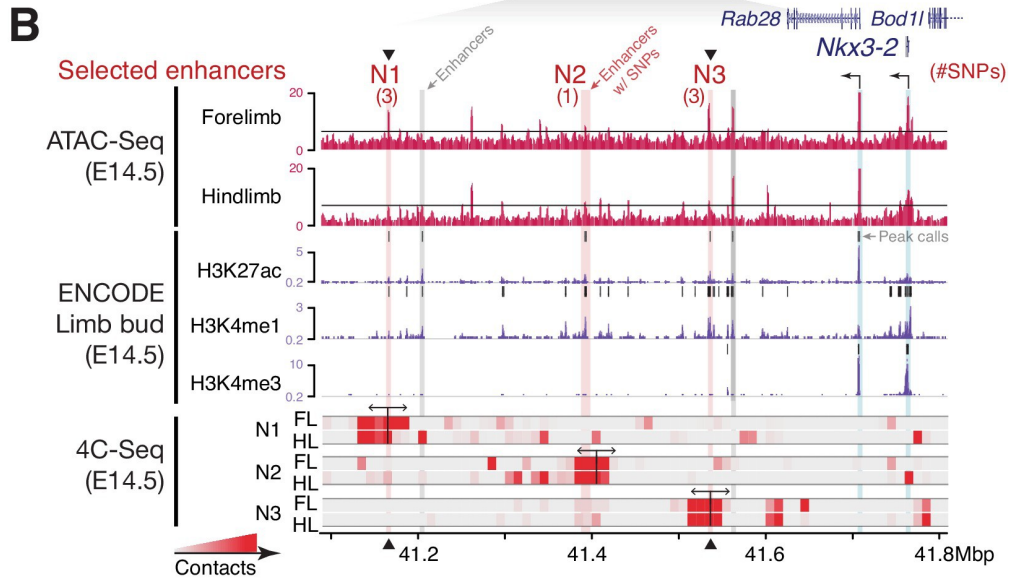 B
Rab28 Bod1l
Nkx3-2
Selected enhancers
N1
(3)
Enhancers
N2
(1)
Enhancers
w/ SNPs
N3
(3)
(#SNPs)
ATAC-Seq
(E14.5)
Forelimb
20
0
Hindlimb
20
0
Peak calls
ENCODE
Limb bud
(E14.5)
H3K27ac
5
0.2
H3K4me1
3
0.2
H3K4me3
10
0.2
4C-Seq
(E14.5)
N1
FL
HL
N2
FL
HL
N3
FL
HL
Contacts
41.2 41.4 41.6 41.8Mbp